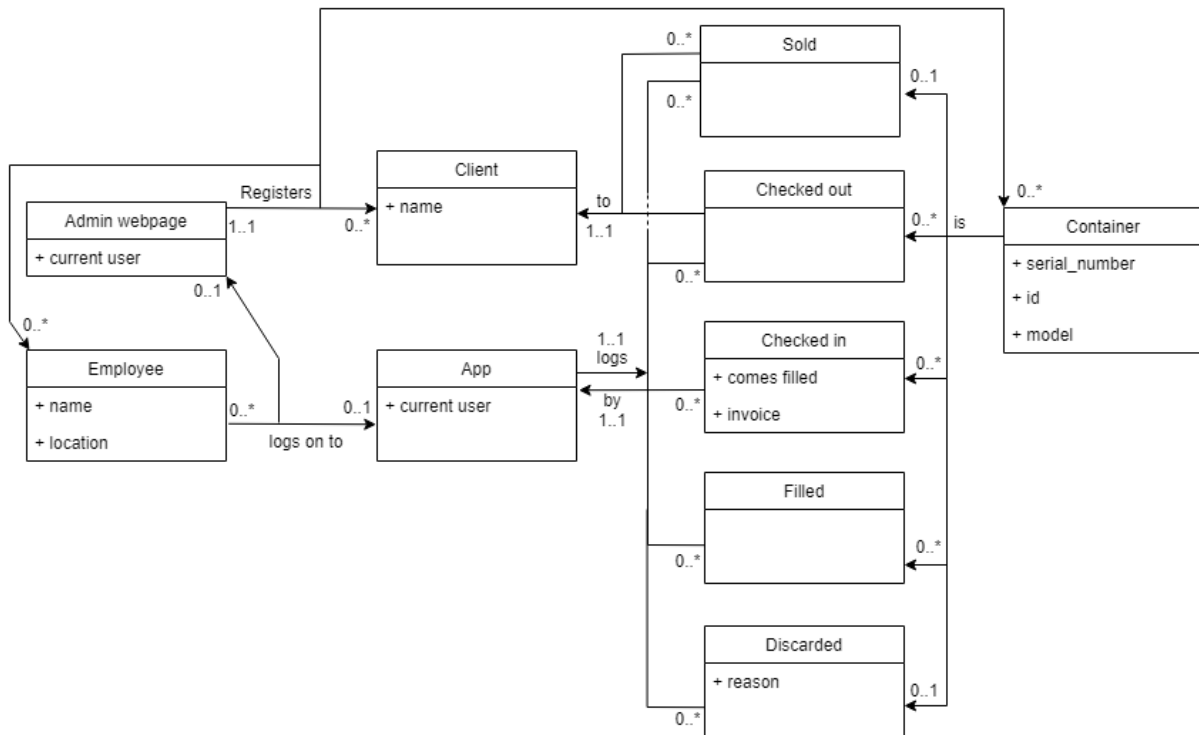 0..*
Sold
0..1
0..*
Registers
Client
+ name
1..1
0..*
Admin webpage
+ current user
0..1
to
1..1
Checked out
0..*
0..*
is
0..*
Container
+ serial_number
+ id
+ model
0..*
Employee
+ name
+ location
0..*
logs on to
0..1
App
+ current user
1..1
logs
by
1..1
Checked in
+ comes filled
+ invoice
0..*
0..*
Filled
0..*
0..*
Discarded
+ reason
0..1
0..*